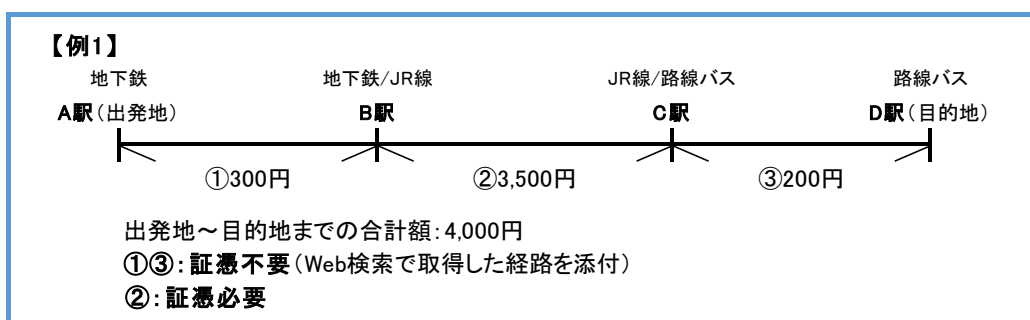 【例1】
地下鉄 地下鉄/JR線 JR線/路線バス 路線バス
A駅(出発地) B駅 C駅 D駅(目的地)
①300円 ②3,500円 ③200円
出発地～目的地までの合計額:4,000円
①③:証憑不要(Web検索で取得した経路を添付)
②:証憑必要